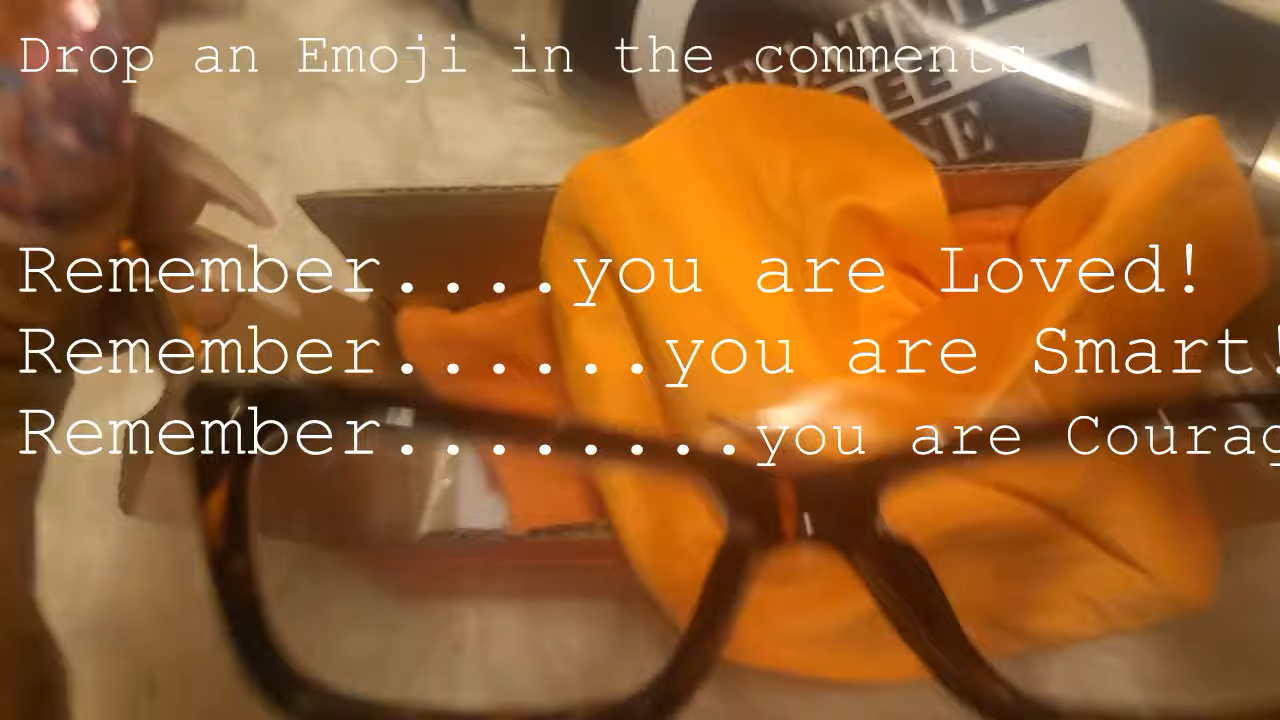 Drop an Emoji in the comments
Remember....you are Loved!
Remember......you are Smart!
Remember........you are